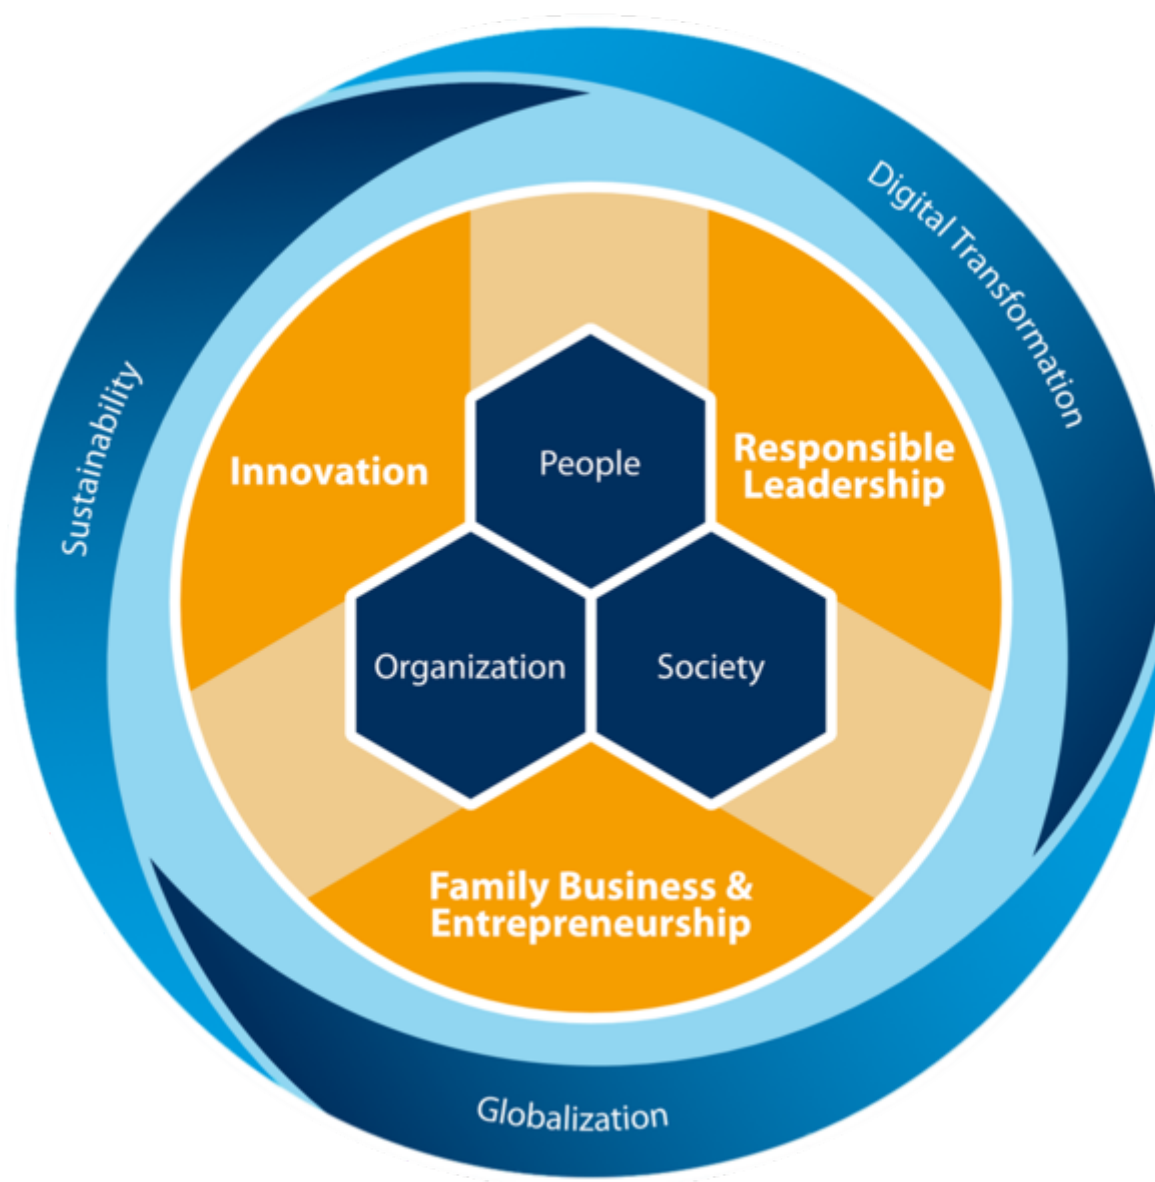 Digital Transformation
Sustainability
Innovation
People
Responsible
Leadership
Organization
Society
Family Business &
Entrepreneurship
Globalization